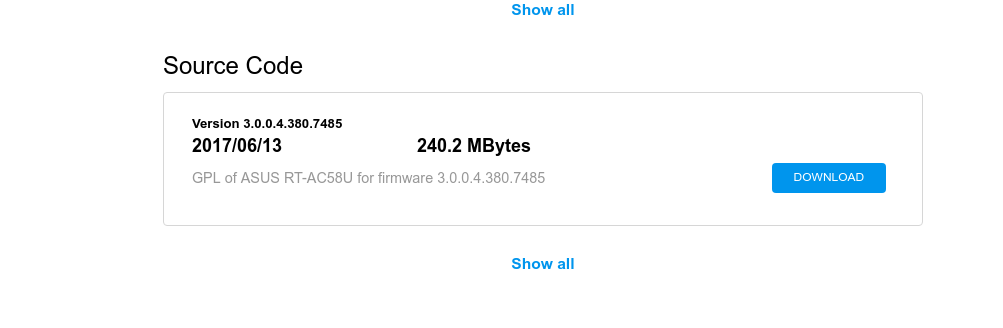 Show all
Source Code
Version 3.0.0.4.380.7485
2017/06/13 240.2 MBytes
GPL of ASUS RT-AC58U for firmware 3.0.0.4.380.7485
DOWNLOAD
Show all